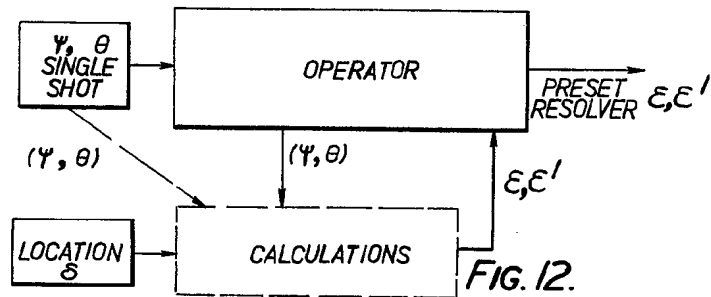 Ψ, θ
SINGLE
SHOT
OPERATOR
PRESET
RESOLVER
ε,ε'
(Ψ, θ)
(Ψ,θ)
ε,ε'
LOCATION
δ
CALCULATIONS
FIG. 12.